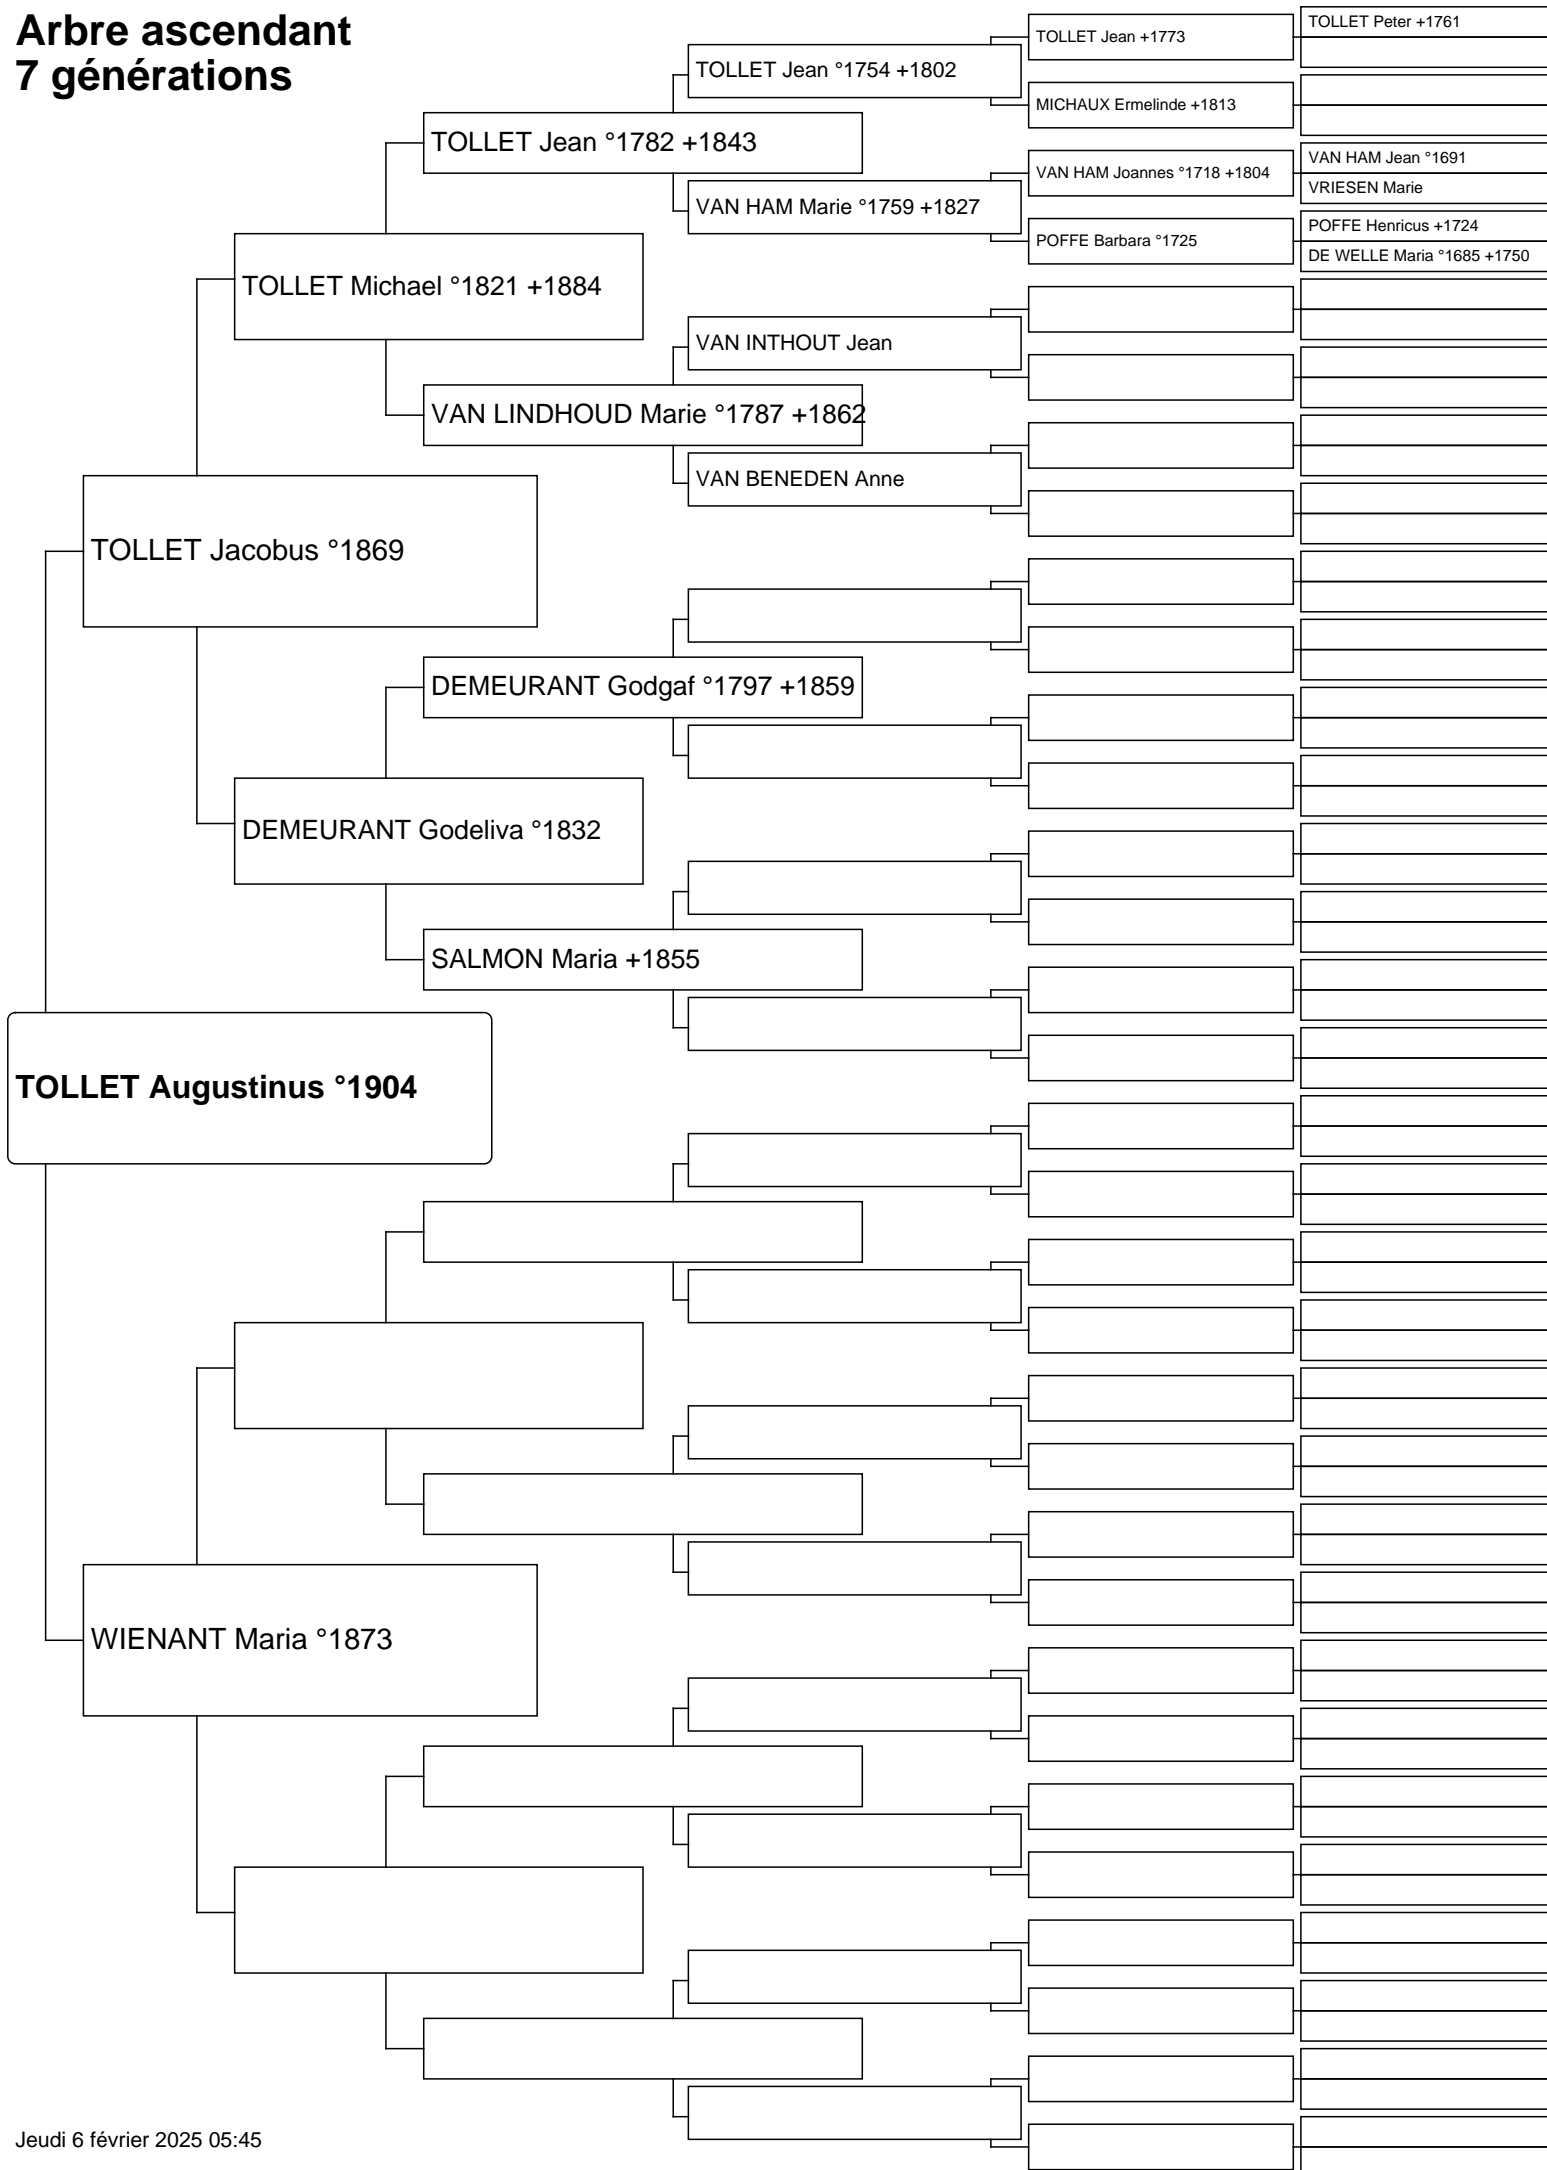 Arbre ascendant
7 générations
TOLLET Peter +1761
TOLLET Jean +1773
TOLLET Jean °1754 +1802
MICHAUX Ermelinde +1813
TOLLET Jean °1782 +1843
VAN HAM Jean °1691
VAN HAM Joannes °1718 +1804
VRIESEN Marie
VAN HAM Marie °1759 +1827
POFFE Henricus +1724
POFFE Barbara °1725
DE WELLE Maria °1685 +1750
TOLLET Michael °1821 +1884
VAN INTHOUT Jean
VAN LINDHOUD Marie °1787 +1862
VAN BENEDEN Anne
TOLLET Jacobus °1869
DEMEURANT Godgaf °1797 +1859
DEMEURANT Godeliva °1832
SALMON Maria +1855
TOLLET Augustinus °1904
WIENANT Maria °1873
Jeudi 6 février 2025 05:45